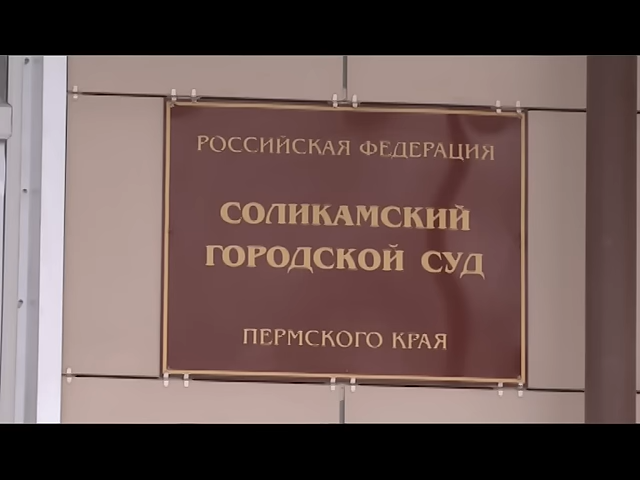 РОССИЙСКАЯ ФЕДЕРАЦИЯ
СОЛИКАМСКИЙ
ГОРОДСКОЙ СУД
ПЕРМСКОГО КРАЯ